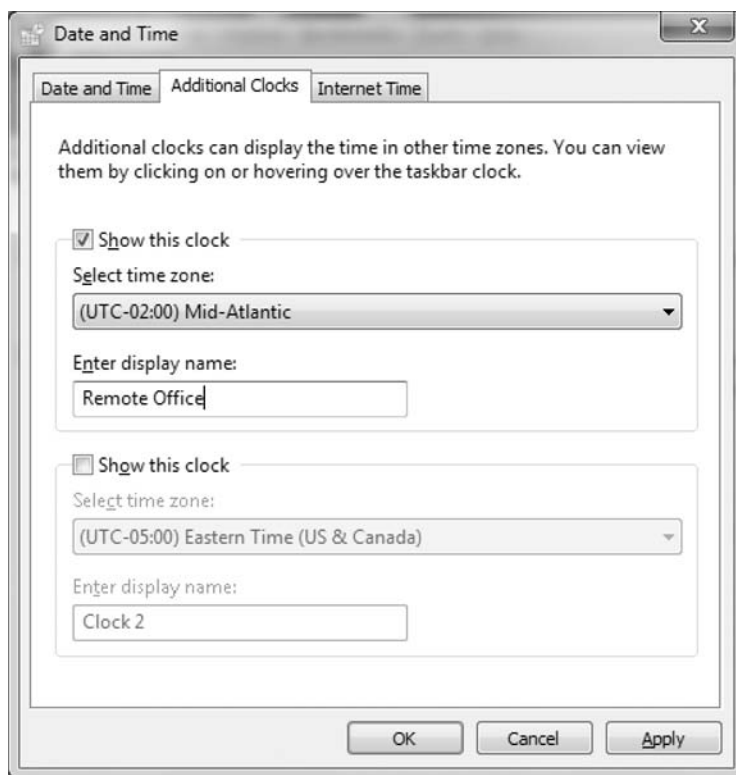 Date and Time
Date and Time
Additional Clocks
Internet Time
Additional clocks can display the time in other time zones. You can view
them by clicking on or hovering over the taskbar clock.
Show this clock
Select time zone:
(UTC-02:00) Mid-Atlantic
Enter display name:
Remote Office
Show this clock
Select time zone:
(UTC-05:00) Eastern Time (US & Canada)
Enter display name:
Clock 2
OK
Cancel
Apply